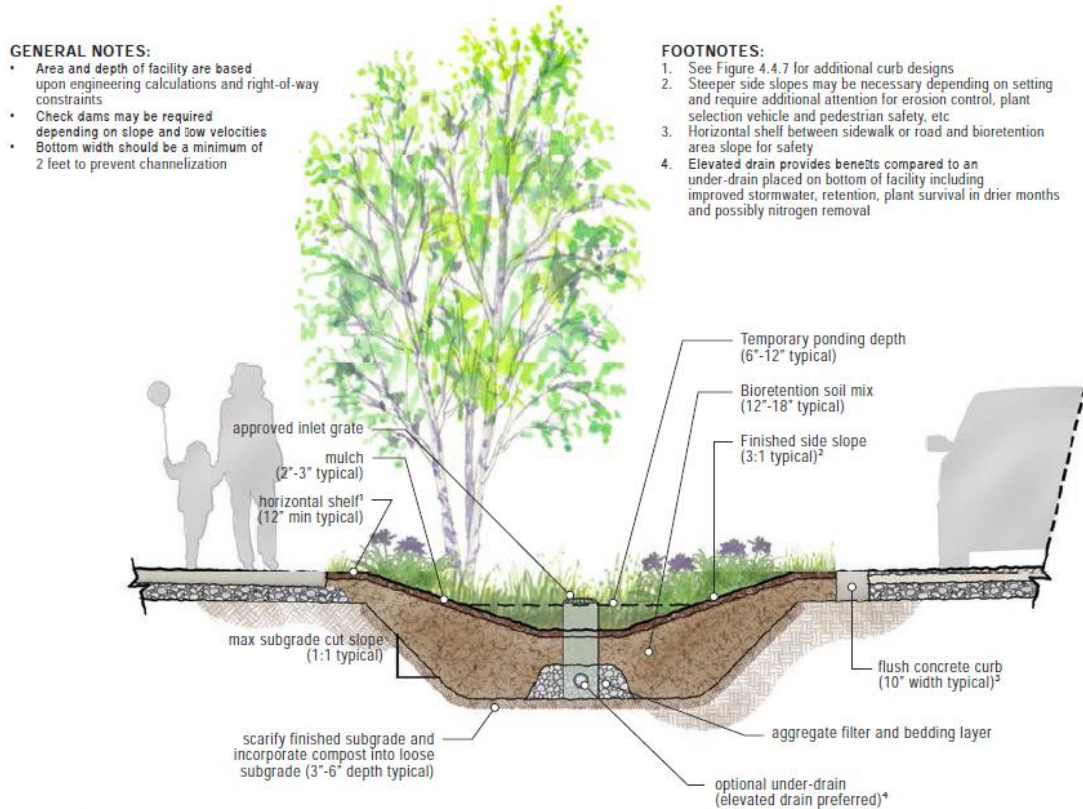 GENERAL NOTES:
• Area and depth of facility are based
upon engineering calculations and right-of-way
constraints
• Check dams may be required
depending on slope and □ow velocities
• Bottom width should be a minimum of
2 feet to prevent channelization
FOOTNOTES:
1. See Figure 4.4.7 for additional curb designs
2. Steeper side slopes may be necessary depending on setting
and require additional attention for erosion control, plant
selection vehicle and pedestrian safety, etc
3. Horizontal shelf between sidewalk or road and bioretention
area slope for safety
4. Elevated drain provides bene□ts compared to an
under-drain placed on bottom of facility including
improved stormwater, retention, plant survival in drier months
and possibly nitrogen removal
approved inlet grate
mulch
(2"-3" typical)
horizontal shelf¹
(12" min typical)
max subgrade cut slope
(1:1 typical)
scarify finished subgrade and
incorporate compost into loose
subgrade (3"-6" depth typical)
Temporary ponding depth
(6"-12" typical)
Bioretention soil mix
(12"-18" typical)
Finished side slope
(3:1 typical)²
flush concrete curb
(10" width typical)³
aggregate filter and bedding layer
optional under-drain
(elevated drain preferred)⁴